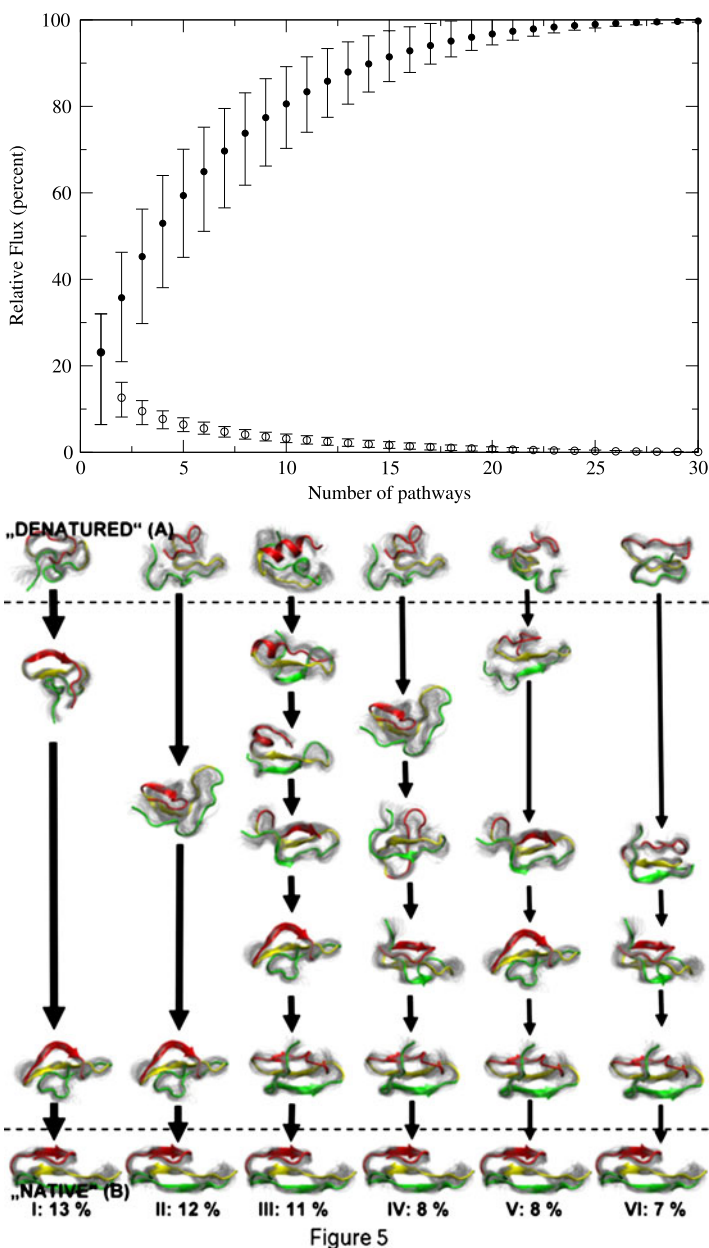 100
80
60
40
20
0
Relative Flux (percent)
0 5 10 15 20 25 30
Number of pathways
„DENATURED“ (A)
„NATIVE“ (B)
I: 13 % II: 12 % III: 11 % IV: 8 % V: 8 % VI: 7 %
Figure 5